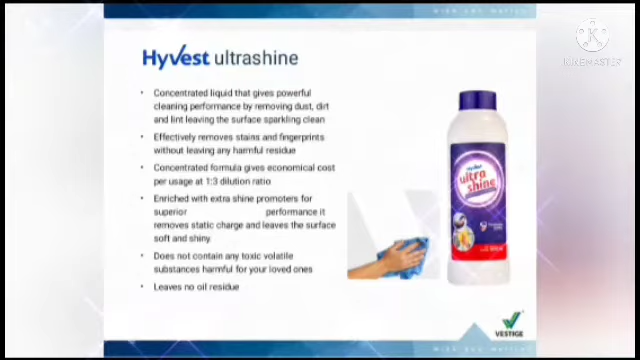 Wish you wellth
KINEMASTER
HyVest ultrashine
• Concentrated liquid that gives powerful
cleaning performance by removing dust, dirt
and lint leaving the surface sparkling clean
• Effectively removes stains and fingerprints
without leaving any harmful residue
• Concentrated formula gives economical cost
per usage at 1:3 dilution ratio
• Enriched with extra shine promoters for
superior performance it
removes static charge and leaves the surface
soft and shiny
• Does not contain any toxic volatile
substances harmful for your loved ones
• Leaves no oil residue
HyVest
ultra
shine
VESTIGE